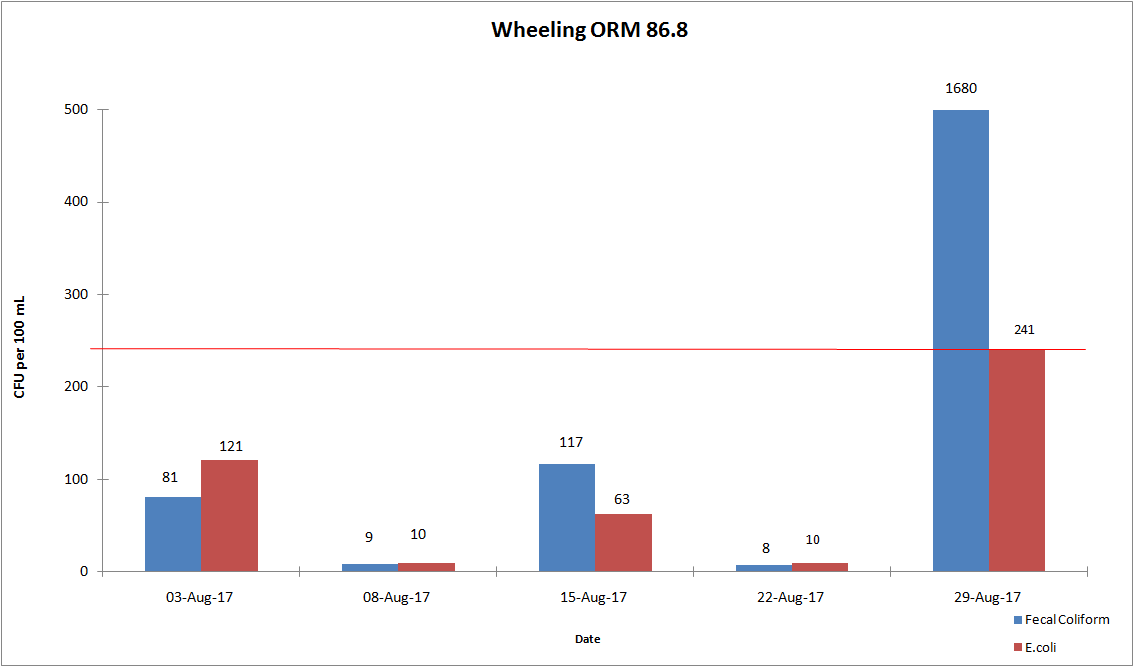 Wheeling ORM 86.8
CFU per 100 mL
500
400
300
200
100
0
1680
241
121
81
117
63
9
10
8
10
03-Aug-17
08-Aug-17
15-Aug-17
22-Aug-17
29-Aug-17
Date
Fecal Coliform
E.coli